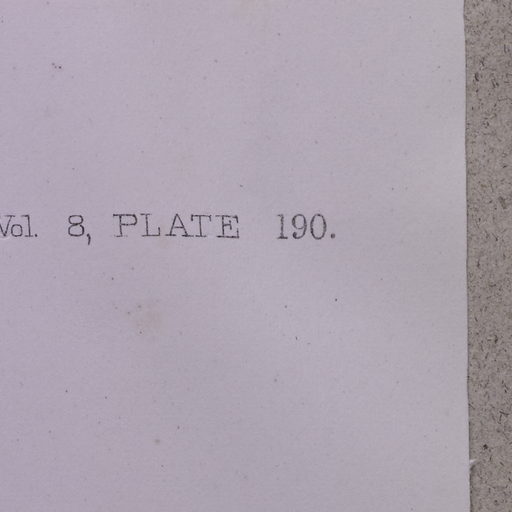 Vol. 8, PLATE 190.